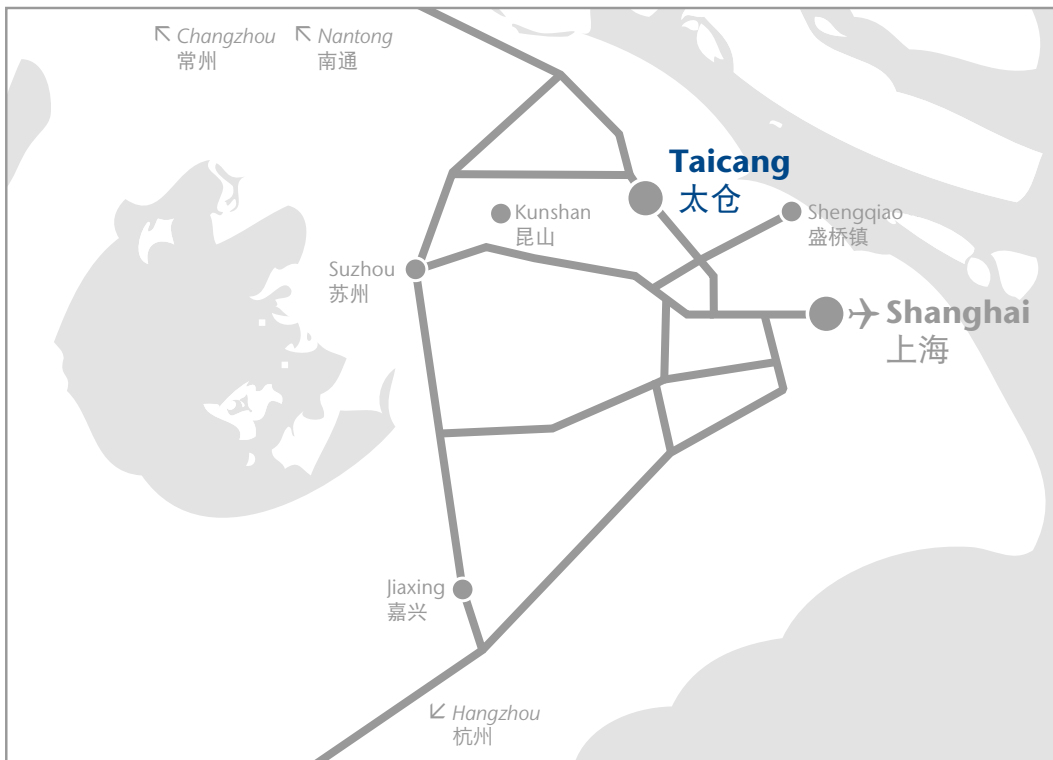 Changzhou
常州
Nantong
南通
Taicang
太仓
Kunshan
昆山
Shengqiao
盛桥镇
Suzhou
苏州
Shanghai
上海
Jiaxing
嘉兴
Hangzhou
杭州